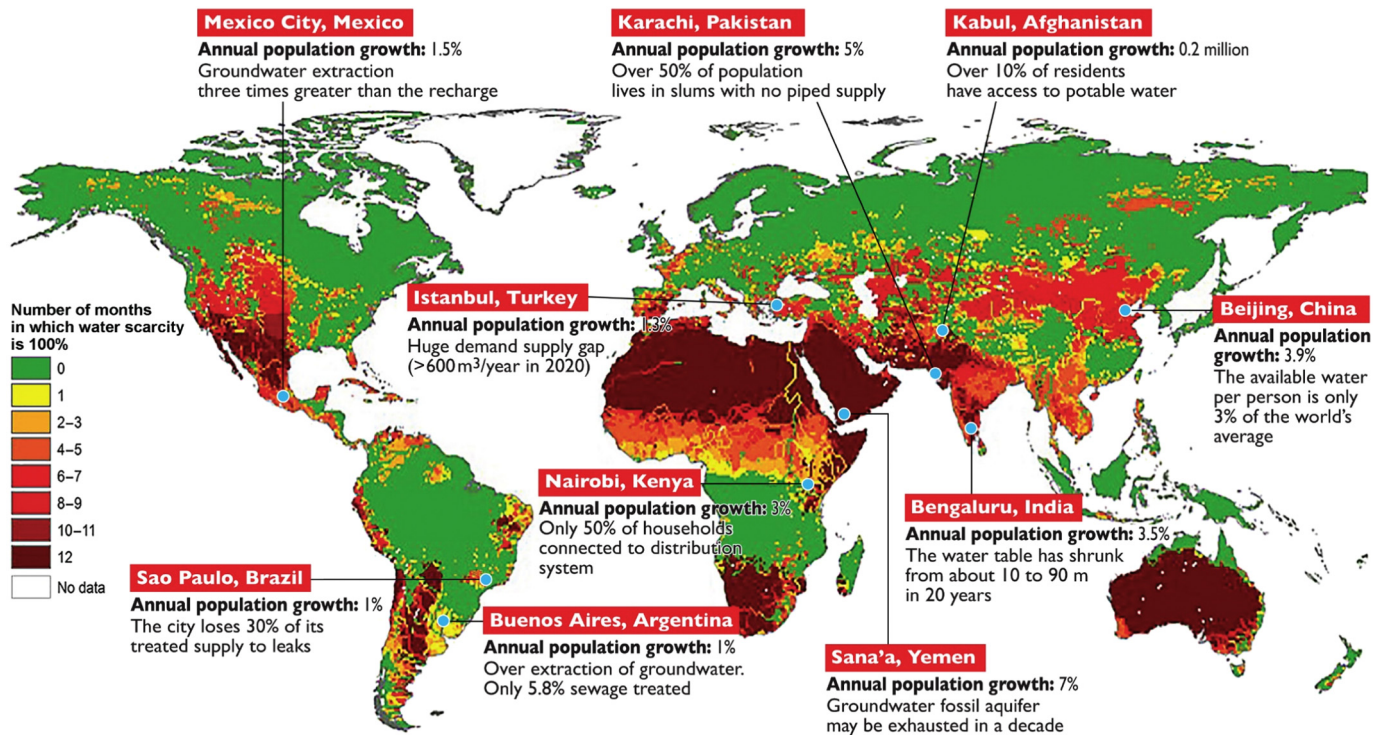 Mexico City, Mexico
Annual population growth: 1.5%
Groundwater extraction
three times greater than the recharge
Karachi, Pakistan
Annual population growth: 5%
Over 50% of population
lives in slums with no piped supply
Kabul, Afghanistan
Annual population growth: 0.2 million
Over 10% of residents
have access to potable water
Istanbul, Turkey
Annual population growth: 1.3%
Huge demand supply gap
(>600 m³/year in 2020)
Beijing, China
Annual population
growth: 3.9%
The available water
per person is only
3% of the world's
average
Number of months
in which water scarcity
is 100%
0
1
2–3
4–5
6–7
8–9
10–11
12
No data
Nairobi, Kenya
Annual population growth: 3%
Only 50% of households
connected to distribution
system
Bengaluru, India
Annual population growth: 3.5%
The water table has shrunk
from about 10 to 90 m
in 20 years
Sao Paulo, Brazil
Annual population growth: 1%
The city loses 30% of its
treated supply to leaks
Buenos Aires, Argentina
Annual population growth: 1%
Over extraction of groundwater.
Only 5.8% sewage treated
Sana'a, Yemen
Annual population growth: 7%
Groundwater fossil aquifer
may be exhausted in a decade